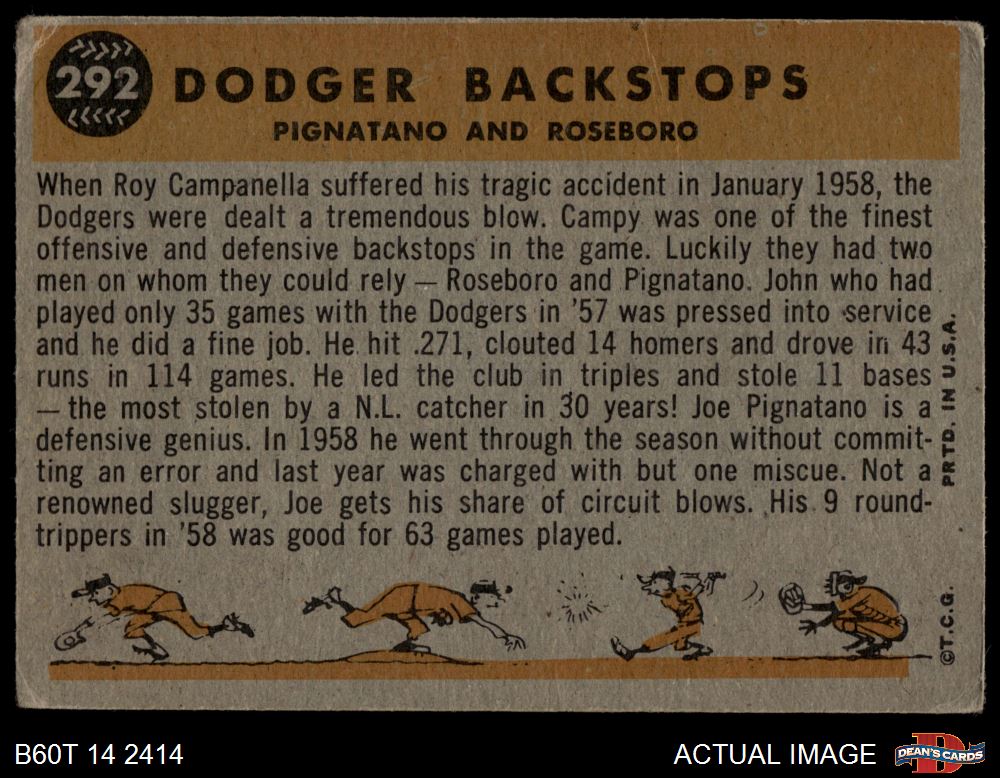 292
DODGER BACKSTOPS
PIGNATANO AND ROSEBORO
When Roy Campanella suffered his tragic accident in January 1958, the
Dodgers were dealt a tremendous blow. Campy was one of the finest
offensive and defensive backstops in the game. Luckily they had two
men on whom they could rely — Roseboro and Pignatano. John who had
played only 35 games with the Dodgers in '57 was pressed into service
and he did a fine job. He hit .271, clouted 14 homers and drove in 43
runs in 114 games. He led the club in triples and stole 11 bases
— the most stolen by a N.L. catcher in 30 years! Joe Pignatano is a
defensive genius. In 1958 he went through the season without commit-
ting an error and last year was charged with but one miscue. Not a
renowned slugger, Joe gets his share of circuit blows. His 9 round-
trippers in '58 was good for 63 games played.
PRTD. IN U.S.A.
©T.C.G.
B60T 14 2414
ACTUAL IMAGE
DEAN'S CARDS